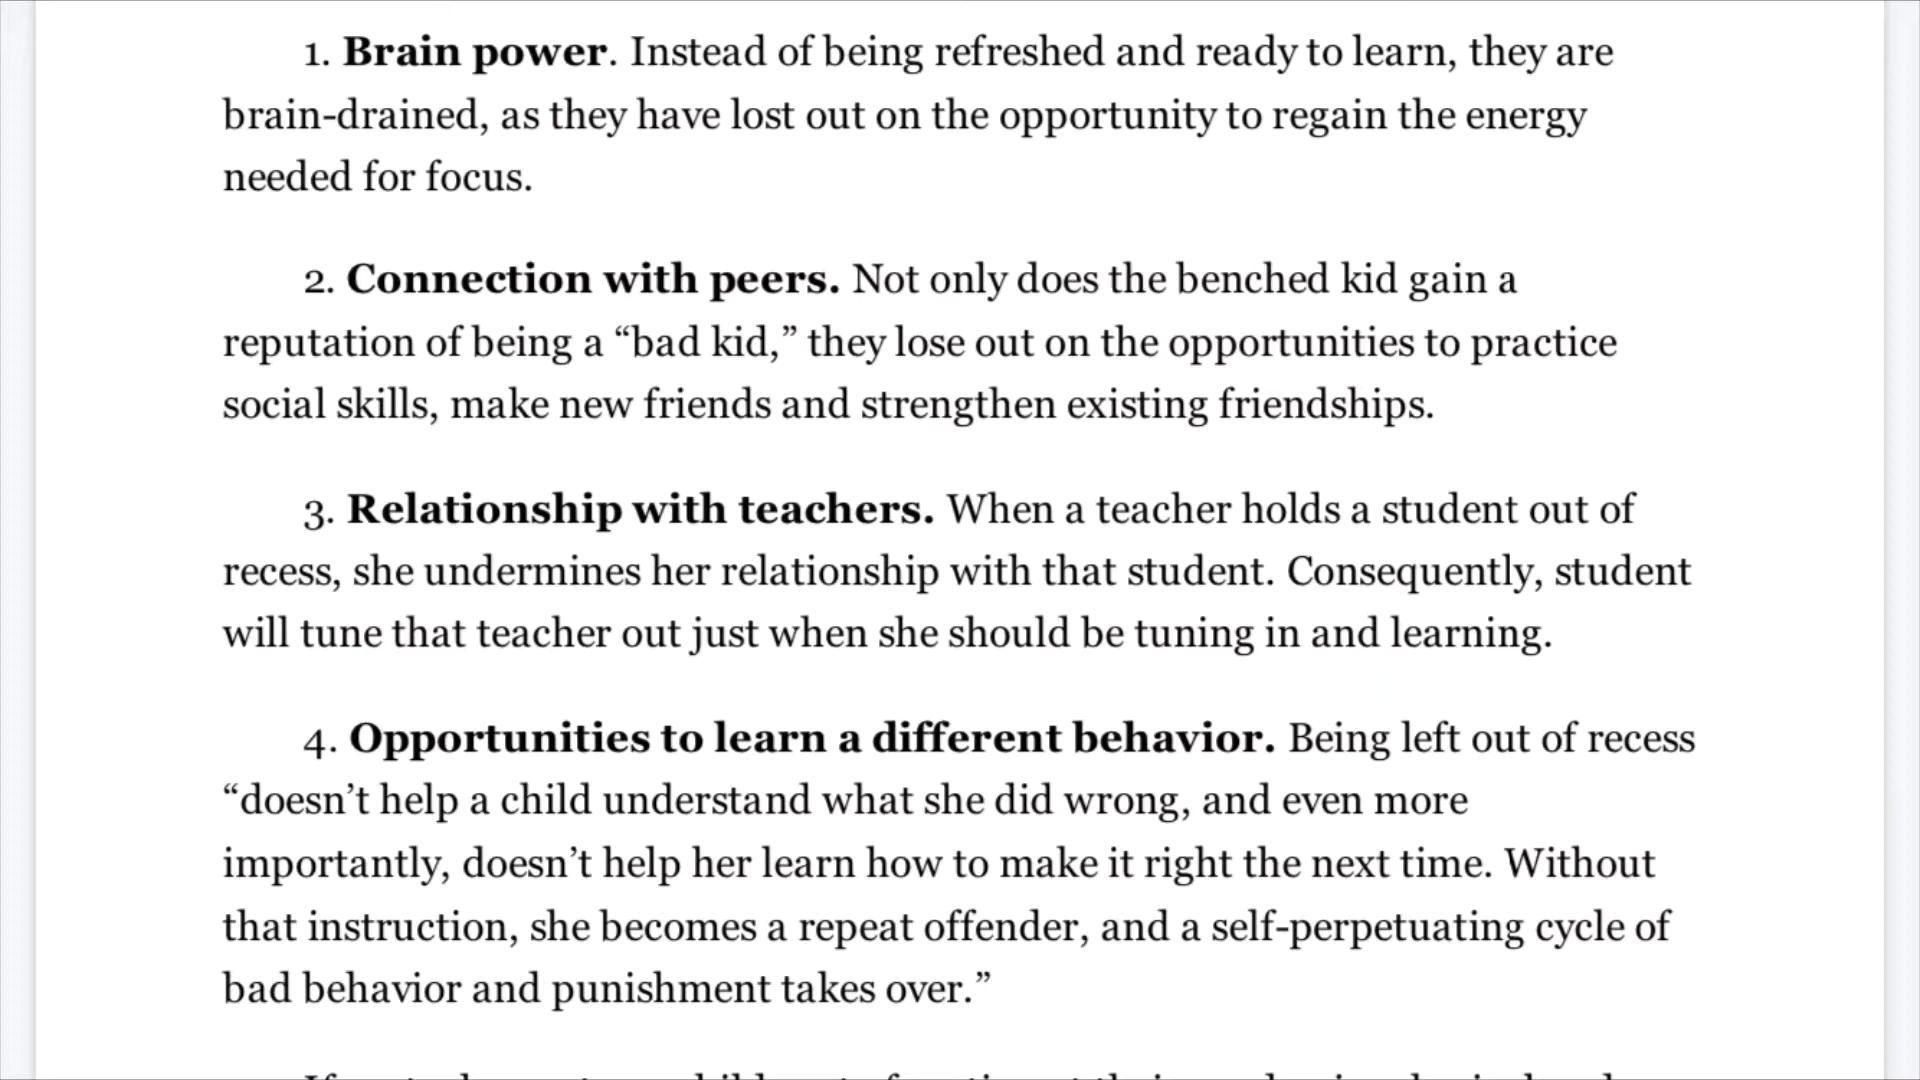 1. Brain power. Instead of being refreshed and ready to learn, they are
brain-drained, as they have lost out on the opportunity to regain the energy
needed for focus.
2. Connection with peers. Not only does the benched kid gain a
reputation of being a “bad kid,” they lose out on the opportunities to practice
social skills, make new friends and strengthen existing friendships.
3. Relationship with teachers. When a teacher holds a student out of
recess, she undermines her relationship with that student. Consequently, student
will tune that teacher out just when she should be tuning in and learning.
4. Opportunities to learn a different behavior. Being left out of recess
“doesn’t help a child understand what she did wrong, and even more
importantly, doesn’t help her learn how to make it right the next time. Without
that instruction, she becomes a repeat offender, and a self-perpetuating cycle of
bad behavior and punishment takes over.”